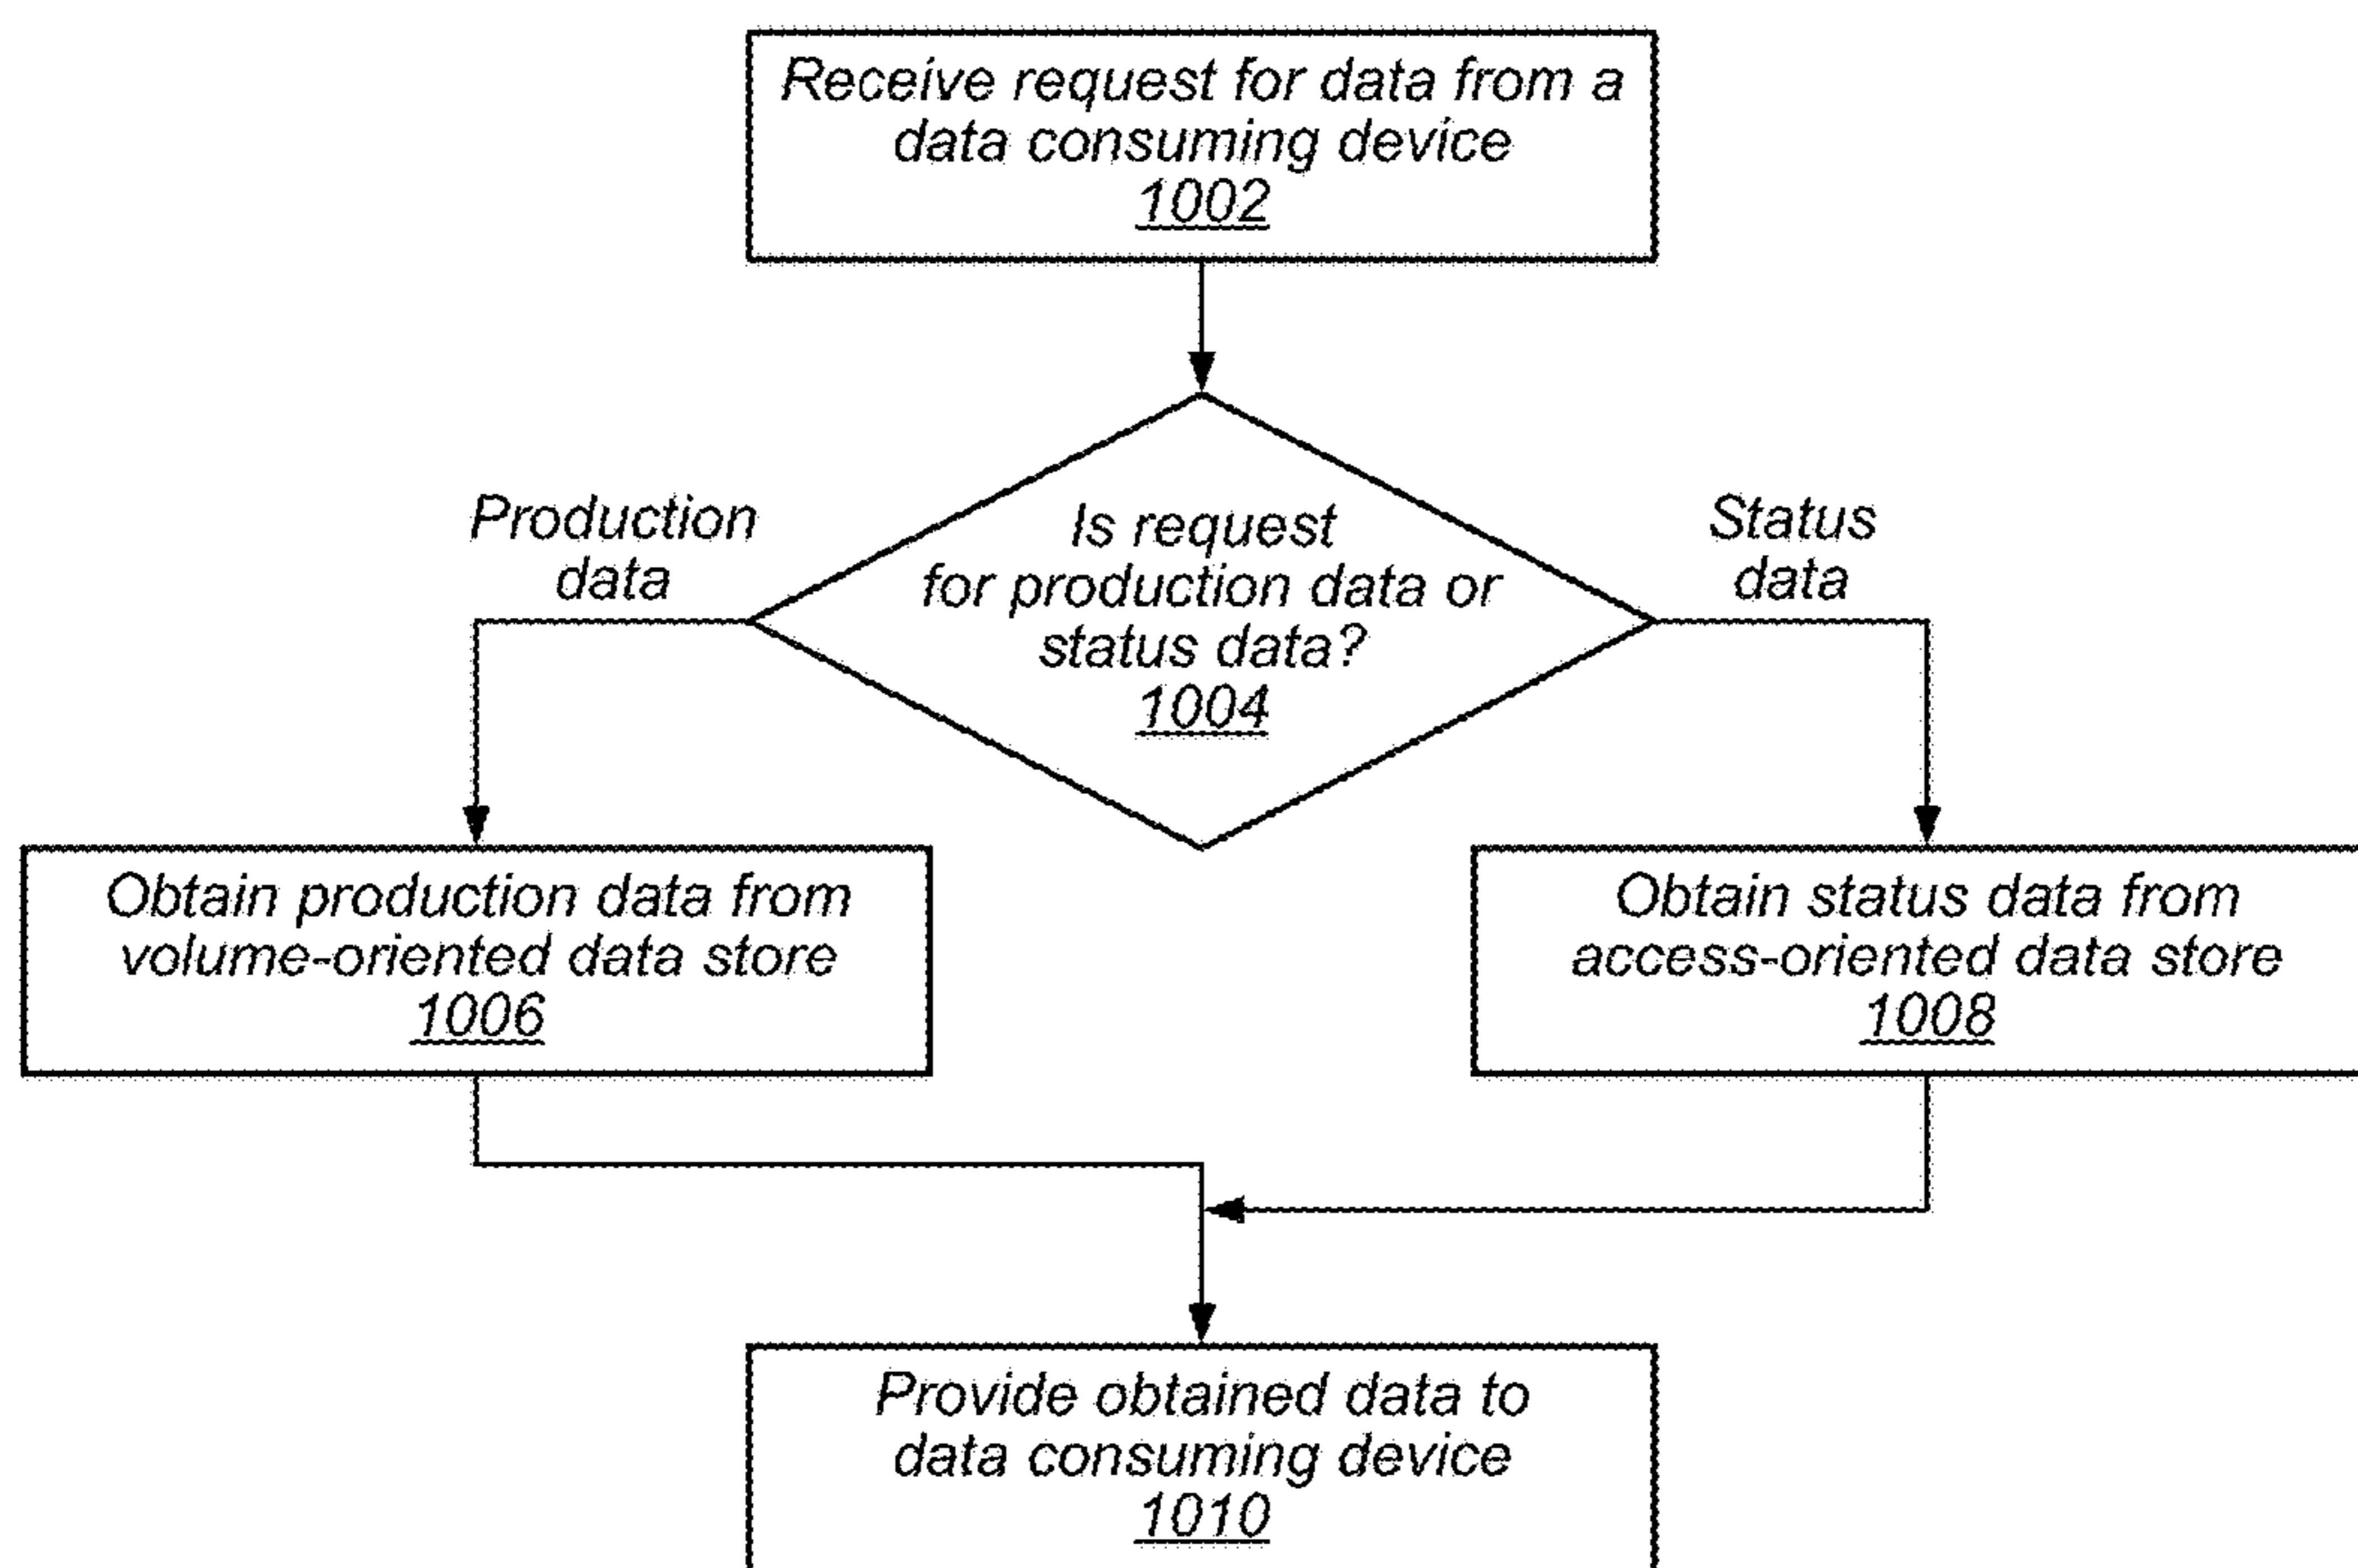 Receive request for data from a
data consuming device
1002
Production
data
Is request
for production data or
status data?
1004
Status
data
Obtain production data from
volume-oriented data store
1006
Obtain status data from
access-oriented data store
1008
Provide obtained data to
data consuming device
1010